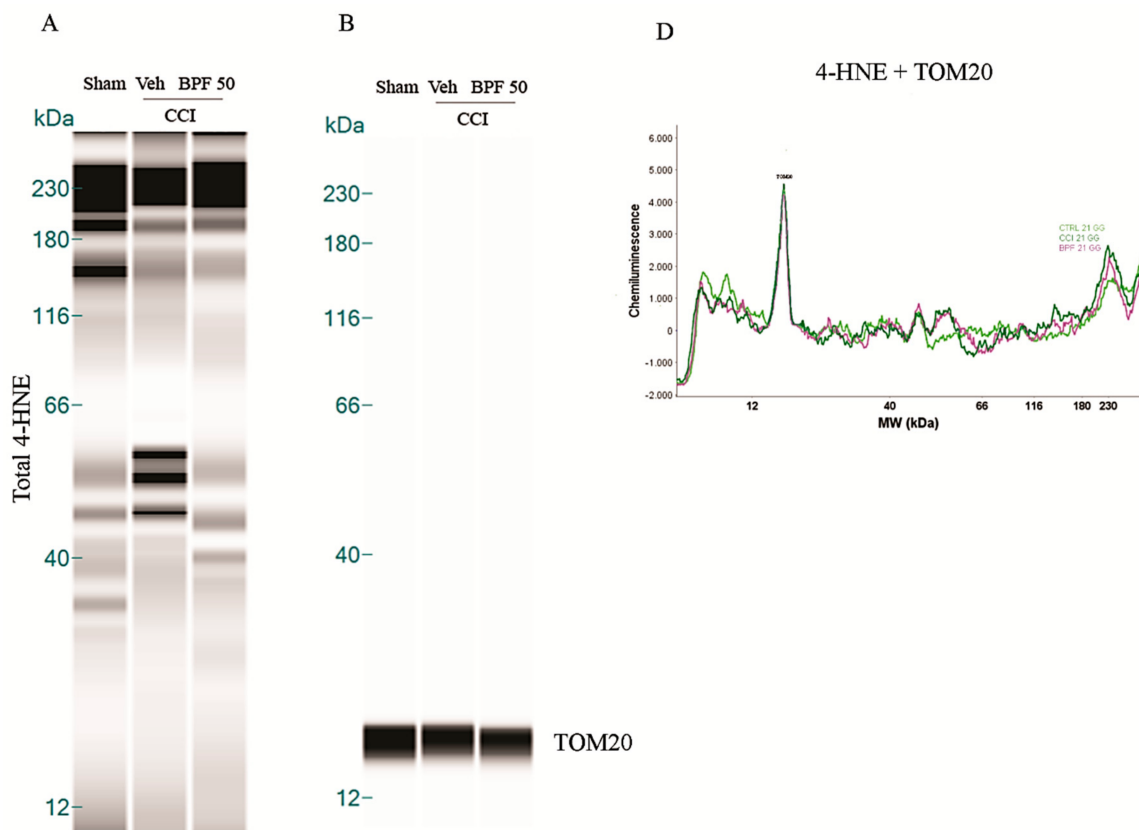 A
Sham Veh BPF 50
CCI
kDa
230
180
116
66
40
12
Total 4-HNE
B
Sham Veh BPF 50
CCI
kDa
230
180
116
66
40
12
TOM20
D
4-HNE + TOM20
6.000
5.000
4.000
3.000
2.000
1.000
0
-1.000
-2.000
Chemiluminescence
TOM20
CTRL 21 GG
CCI 21 GG
BPF 21 GG
12 40 66 116 180 230
MW (kDa)